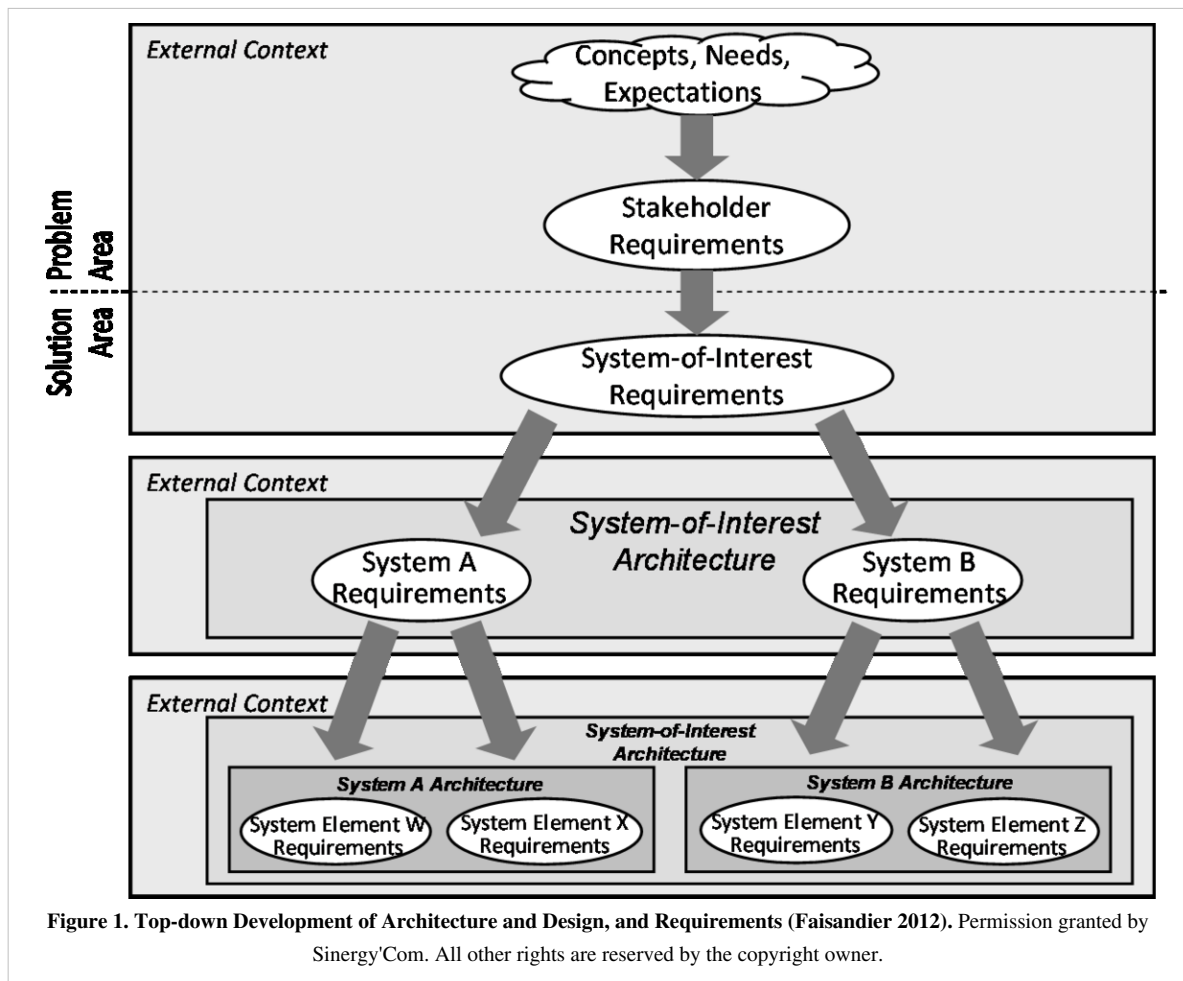 External Context
Concepts, Needs,
Expectations
Stakeholder
Requirements
Problem
Area
Solution
Area
System-of-Interest
Requirements
External Context
System-of-Interest
Architecture
System A
Requirements
System B
Requirements
External Context
System-of-Interest
Architecture
System A Architecture
System B Architecture
System Element W
Requirements
System Element X
Requirements
System Element Y
Requirements
System Element Z
Requirements
Figure 1. Top-down Development of Architecture and Design, and Requirements (Faisandier 2012). Permission granted by
Sinergy'Com. All other rights are reserved by the copyright owner.